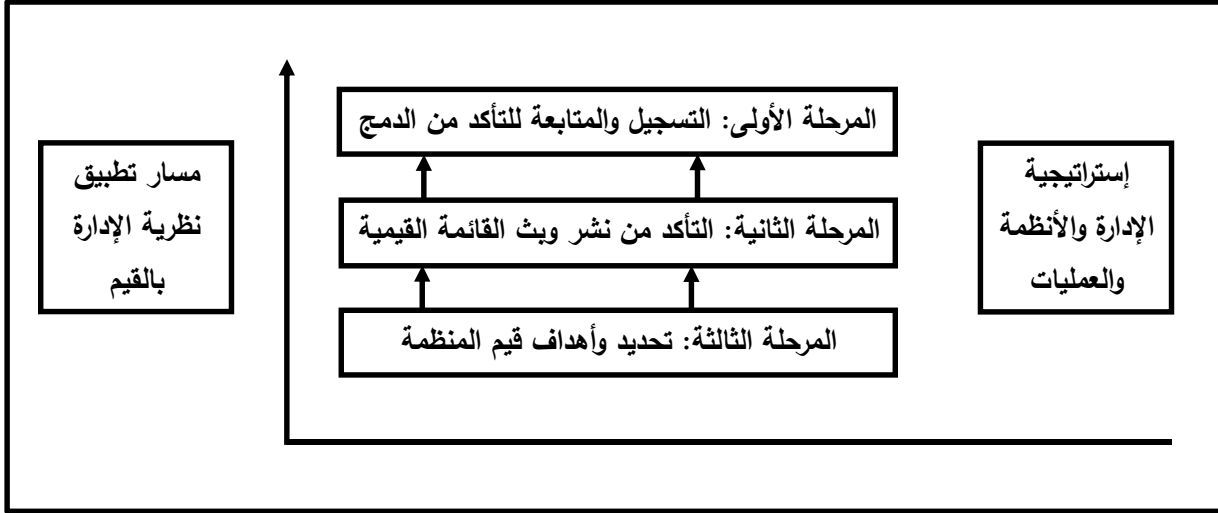 المرحلة الأولى: التسجيل والمتابعة للتأكد من الدمج
إستراتيجية
الإدارة والأنظمة
والعمليات
المرحلة الثانية: التأكد من نشر وبث القائمة القيمية
مسار تطبيق
نظرية الإدارة
بالقيم
المرحلة الثالثة: تحديد وأهداف قيم المنظمة